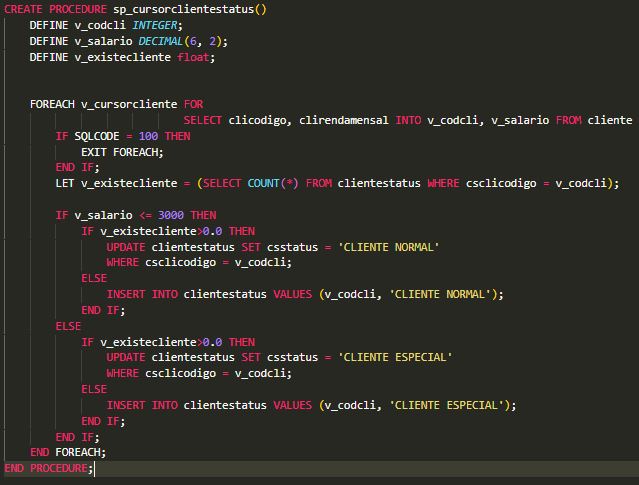 CREATE PROCEDURE sp_cursorclientestatus()
DEFINE v_codcli INTEGER;
DEFINE v_salario DECIMAL(6, 2);
DEFINE v_existecliente float;
FOREACH v_cursorcliente FOR
SELECT clicodigo, clirendamensal INTO v_codcli, v_salario FROM cliente
IF SQLCODE = 100 THEN
EXIT FOREACH;
END IF;
LET v_existecliente = (SELECT COUNT(*) FROM clientestatus WHERE csclicodigo = v_codcli);
IF v_salario <= 3000 THEN
IF v_existecliente>0.0 THEN
UPDATE clientestatus SET csstatus = 'CLIENTE NORMAL'
WHERE csclicodigo = v_codcli;
ELSE
INSERT INTO clientestatus VALUES (v_codcli, 'CLIENTE NORMAL');
END IF;
ELSE
IF v_existecliente>0.0 THEN
UPDATE clientestatus SET csstatus = 'CLIENTE ESPECIAL'
WHERE csclicodigo = v_codcli;
ELSE
INSERT INTO clientestatus VALUES (v_codcli, 'CLIENTE ESPECIAL');
END IF;
END IF;
END FOREACH;
END PROCEDURE;